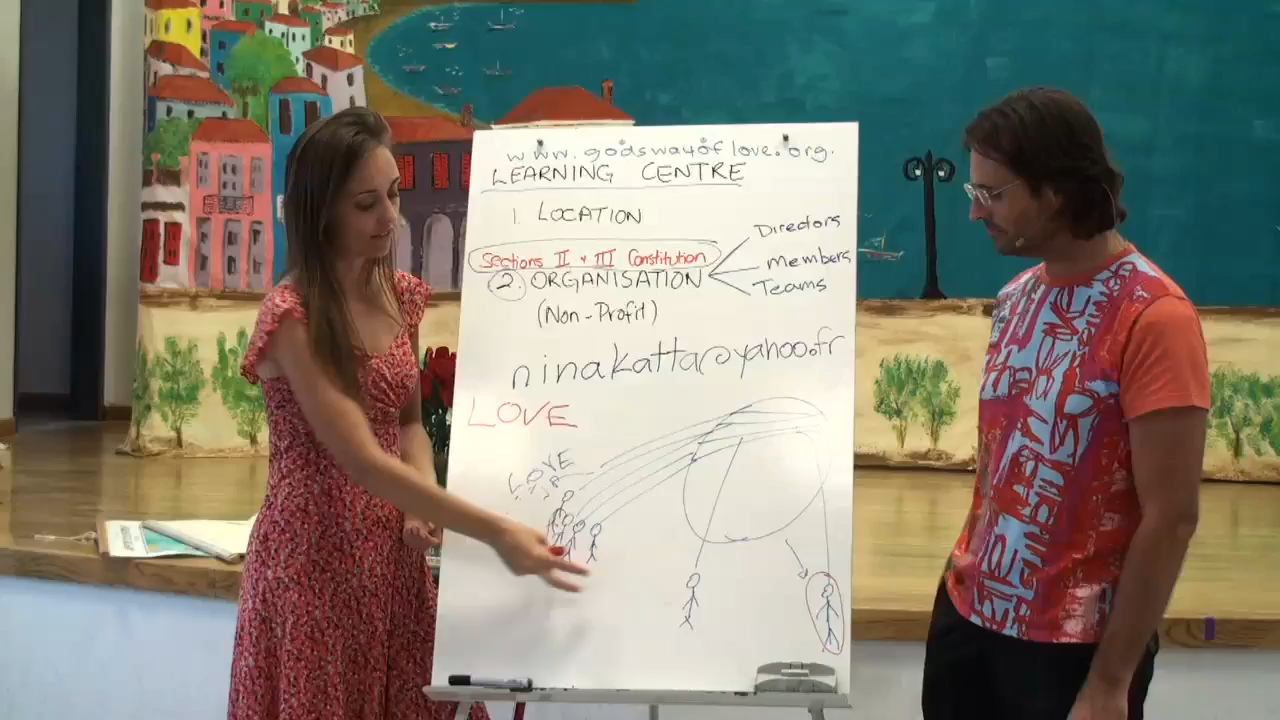 www.godswayoflove.org.
LEARNING CENTRE
1. LOCATION
Sections II & III Constitution
2. ORGANISATION
(Non-Profit)
Directors
Members
Teams
ninakatta@yahoo.fr
LOVE
LOVE